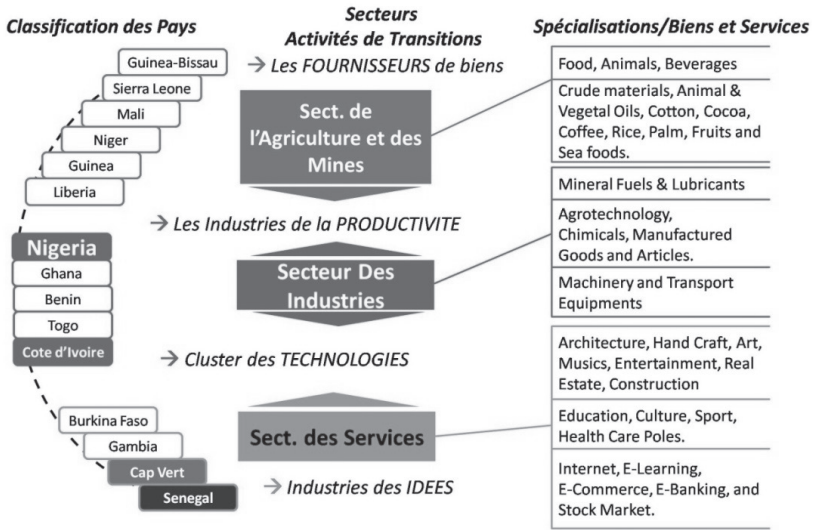 Classification des Pays
Secteurs
Activités de Transitions
Spécialisations/Biens et Services
Guinea-Bissau
Sierra Leone
Mali
Niger
Guinea
Liberia
Nigeria
Ghana
Benin
Togo
Cote d'Ivoire
Burkina Faso
Gambia
Cap Vert
Senegal
→ Les FOURNISSEURS de biens
Sect. de
l'Agriculture et des
Mines
→ Les Industries de la PRODUCTIVITE
Secteur Des
Industries
→ Cluster des TECHNOLOGIES
Sect. des Services
→ Industries des IDEES
Food, Animals, Beverages
Crude materials, Animal &
Vegetal Oils, Cotton, Cocoa,
Coffee, Rice, Palm, Fruits and
Sea foods.
Mineral Fuels & Lubricants
Agrotechnology,
Chimicals, Manufactured
Goods and Articles.
Machinery and Transport
Equipments
Architecture, Hand Craft, Art,
Musics, Entertainment, Real
Estate, Construction
Education, Culture, Sport,
Health Care Poles.
Internet, E-Learning,
E-Commerce, E-Banking, and
Stock Market.